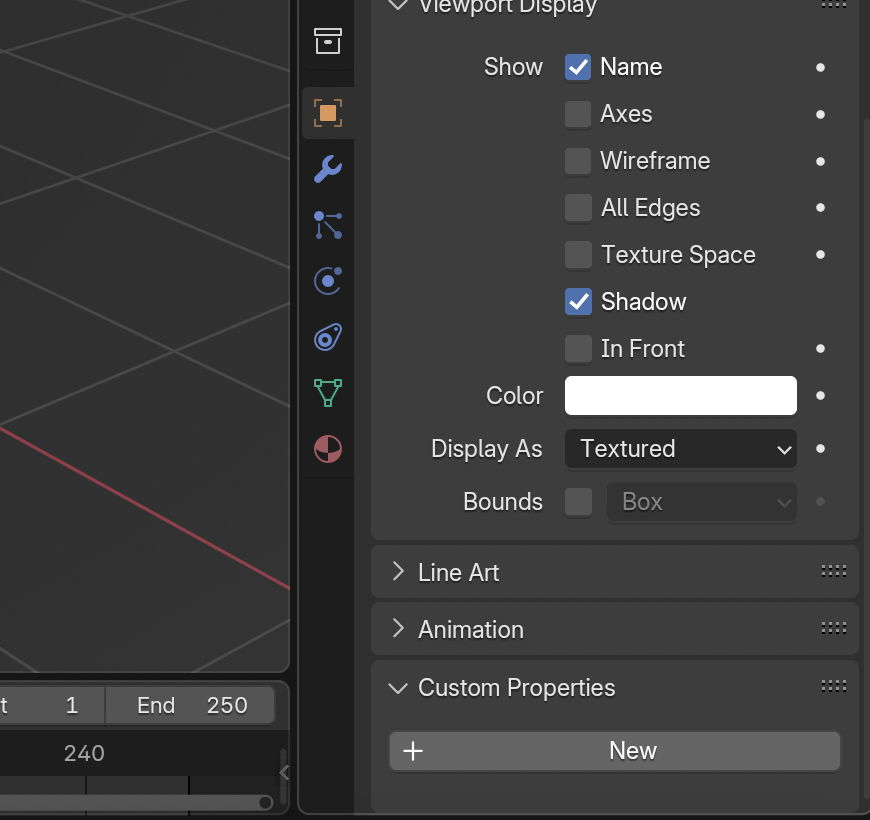 Viewport Display
Show Name
Axes
Wireframe
All Edges
Texture Space
Shadow
In Front
Color
Display As Textured
Bounds Box
Line Art
Animation
Custom Properties
New
1 End 250
240